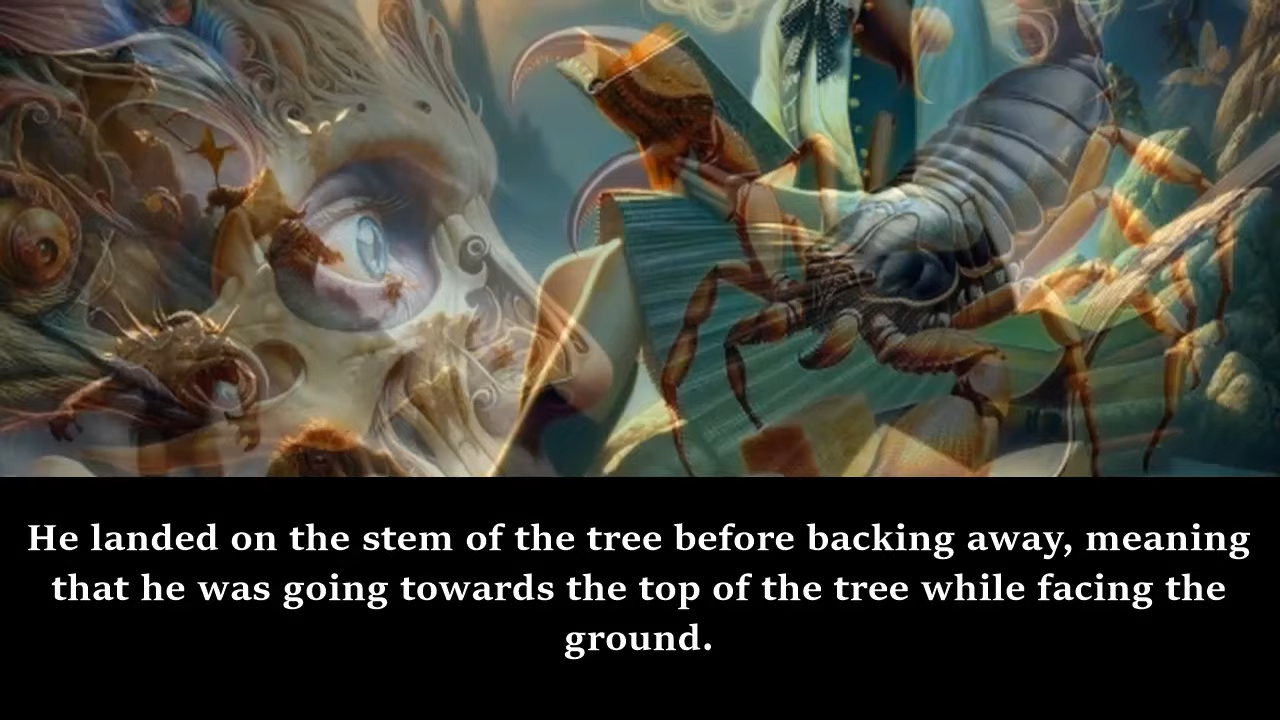 He landed on the stem of the tree before backing away, meaning
that he was going towards the top of the tree while facing the
ground.